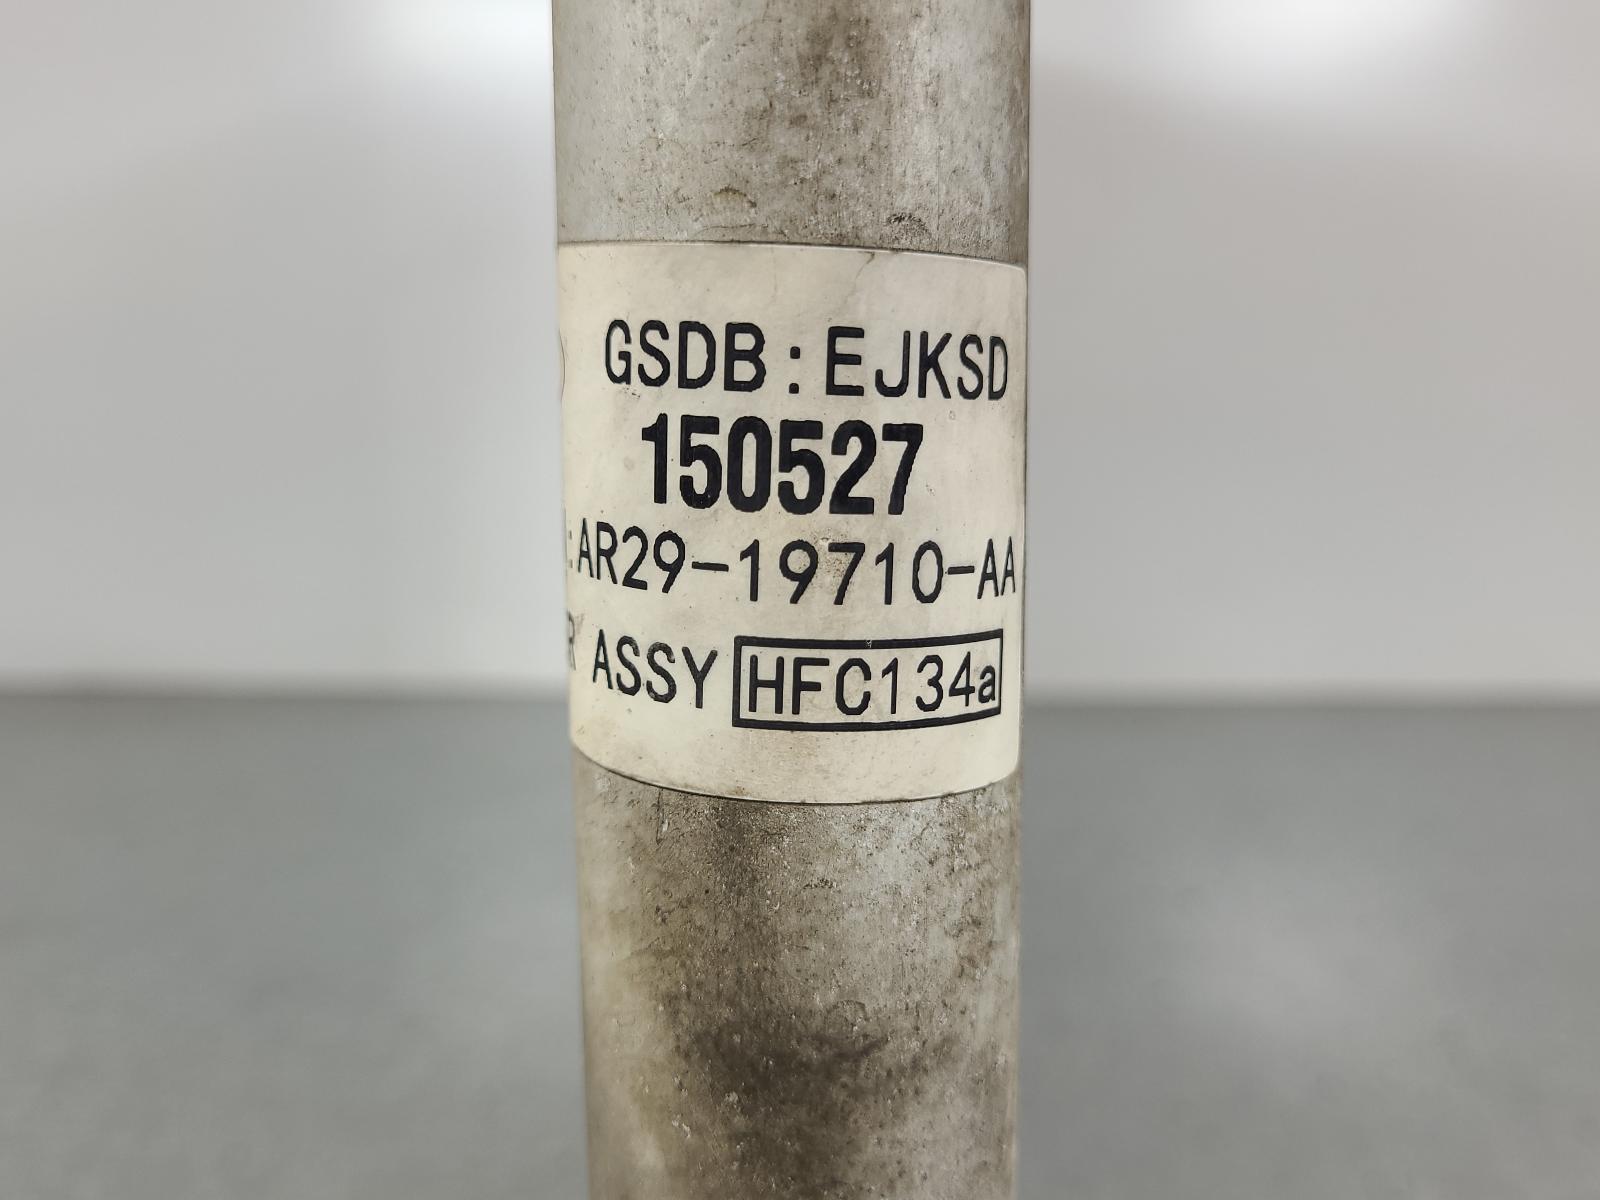 GSDB:EJKSD
150527
:AR29-19710-AA
R ASSY HFC134a